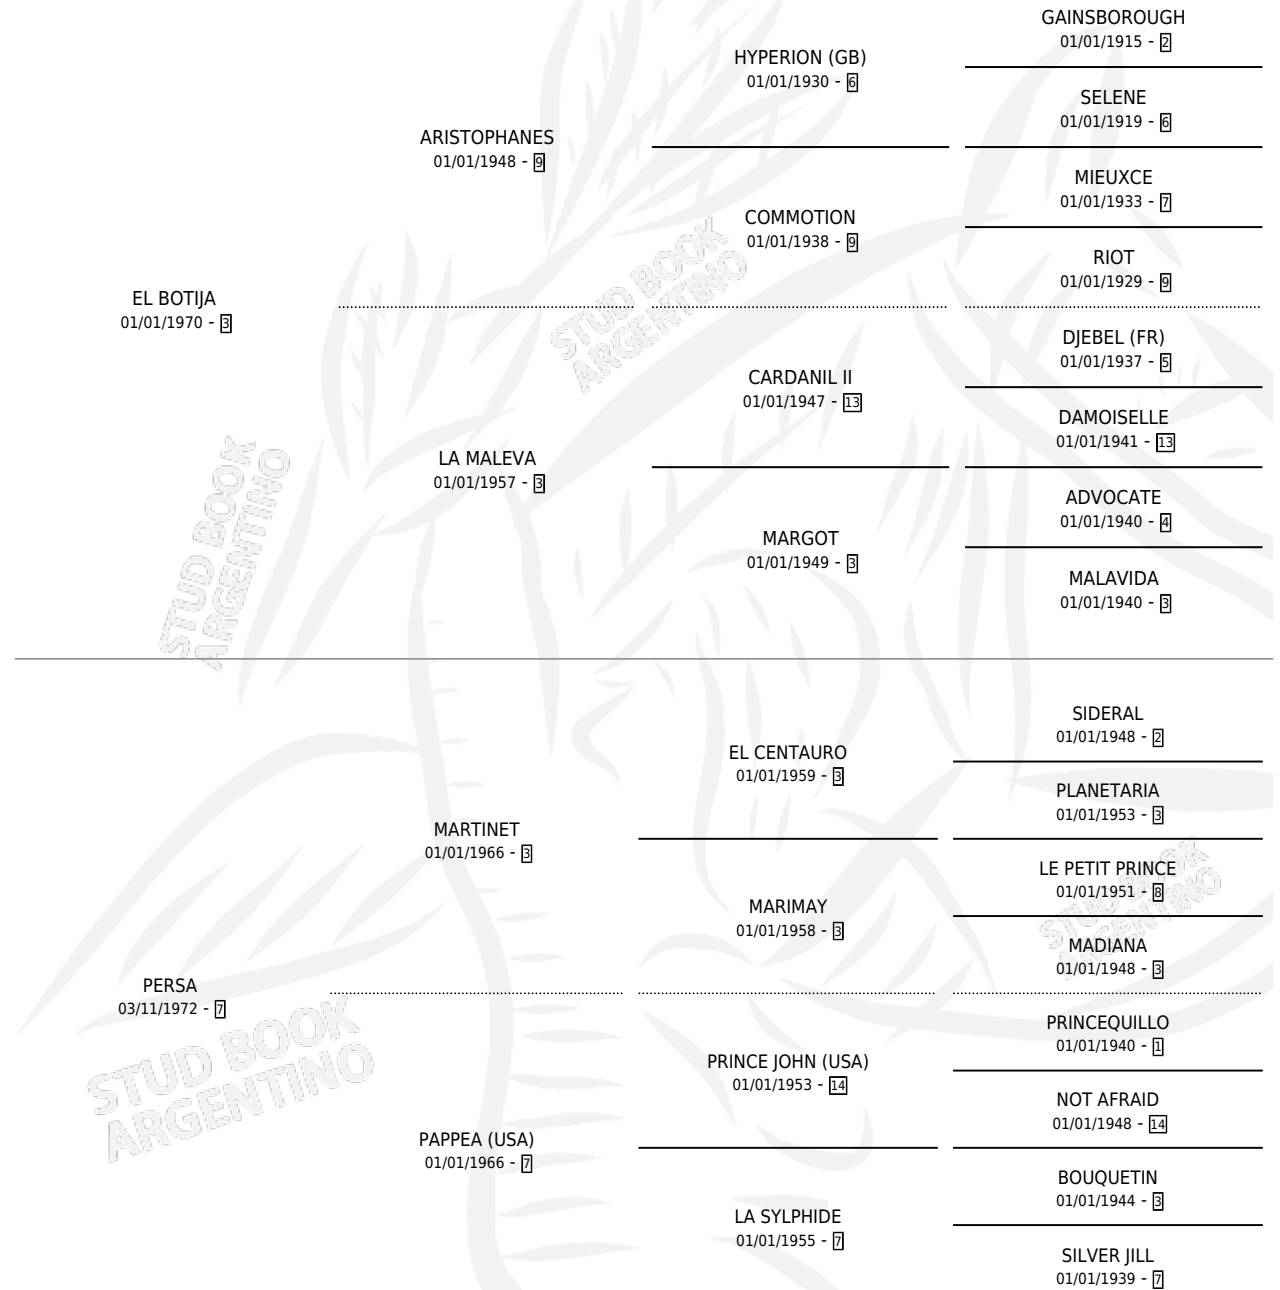 GAINSBOROUGH
01/01/1915 - 2
HYPERION (GB)
01/01/1930 - 6
SELENE
01/01/1919 - 6
ARISTOPHANES
01/01/1948 - 9
MIEUXCE
01/01/1933 - 7
COMMOTION
01/01/1938 - 9
RIOT
01/01/1929 - 9
EL BOTIJA
01/01/1970 - 3
DJEBEL (FR)
01/01/1937 - 5
CARDANIL II
01/01/1947 - 13
DAMOISELLE
01/01/1941 - 13
LA MALEVA
01/01/1957 - 3
ADVOCATE
01/01/1940 - 4
MARGOT
01/01/1949 - 3
MALAVIDA
01/01/1940 - 3
STUD BOOK
ARGENTINO
STUD BOOK
ARGENTINO
SIDERAL
01/01/1948 - 2
EL CENTAURO
01/01/1959 - 3
PLANETARIA
01/01/1953 - 3
MARTINET
01/01/1966 - 3
LE PETIT PRINCE
01/01/1951 - 8
MARIMAY
01/01/1958 - 3
MADIANA
01/01/1948 - 3
STUD BOOK
ARGENTINO
PERSA
03/11/1972 - 7
PRINCEQUILLO
01/01/1940 - 1
PRINCE JOHN (USA)
01/01/1953 - 14
NOT AFRAID
01/01/1948 - 14
PAPPEA (USA)
01/01/1966 - 7
BOUQUETIN
01/01/1944 - 3
LA SYLPHIDE
01/01/1955 - 7
SILVER JILL
01/01/1939 - 7
STUD BOOK
ARGENTINO